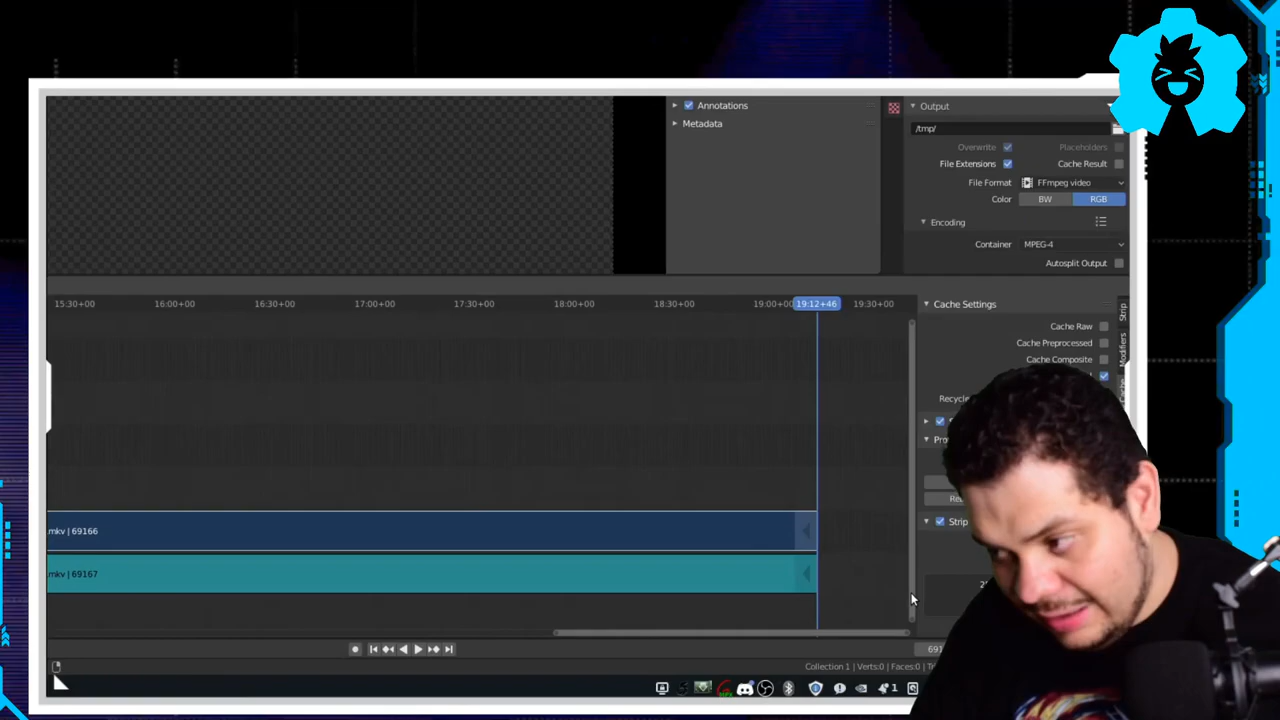 Annotations
Metadata
Output
/tmp/
Overwrite
Placeholders
File Extensions
Cache Result
File Format
FFmpeg video
Color
BW
RGB
Encoding
Container
MPEG-4
Autosplit Output
15:30+00
16:00+00
16:30+00
17:00+00
17:30+00
18:00+00
18:30+00
19:00+00
19:12+46
19:30+00
Cache Settings
Strip
Modifiers
Cache Raw
Cache Preprocessed
Cache Composite
.mkv | 69166
.mkv | 69167
Strip
Collection 1 | Verts:0 | Faces:0 |
1